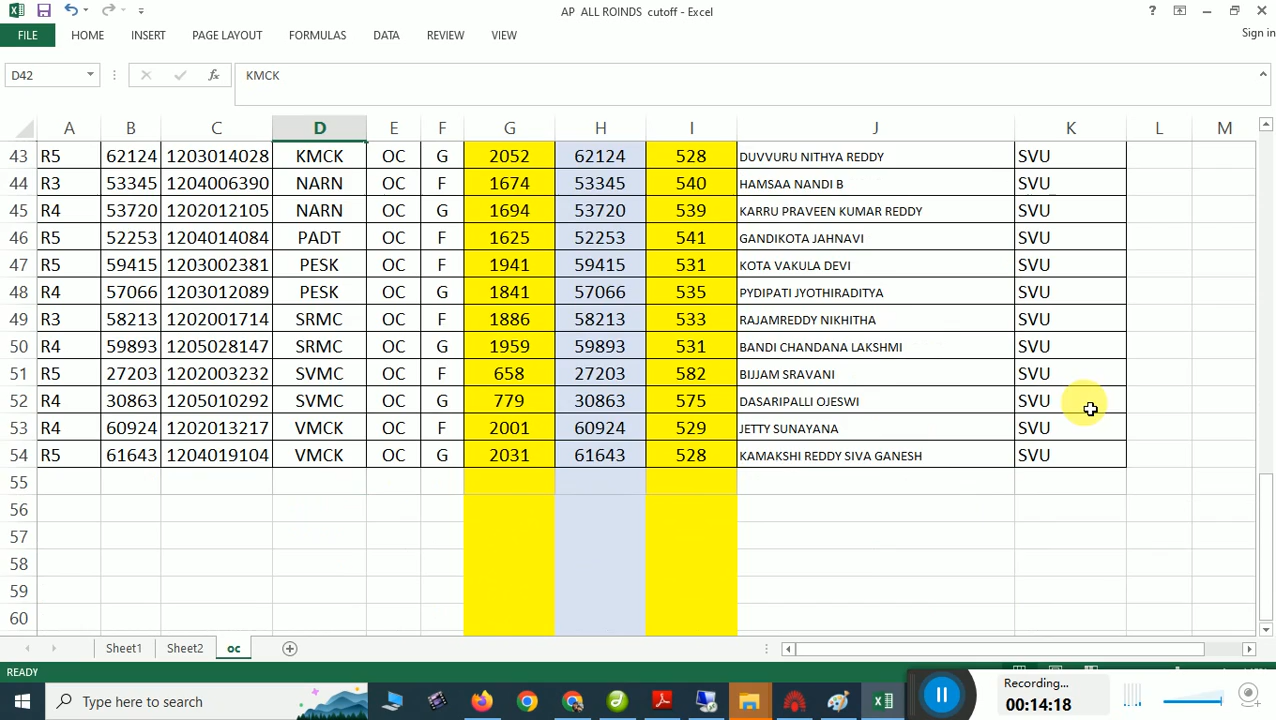 AP ALL ROINDS cutoff - Excel
Sign in
FILE HOME INSERT PAGE LAYOUT FORMULAS DATA REVIEW VIEW
D42 fx KMCK
A B C D E F G H I J K L M
43 R5 62124 1203014028 KMCK OC G 2052 62124 528 DUVVURU NITHYA REDDY SVU
44 R3 53345 1204006390 NARN OC F 1674 53345 540 HAMSAA NANDI B SVU
45 R4 53720 1202012105 NARN OC G 1694 53720 539 KARRU PRAVEEN KUMAR REDDY SVU
46 R5 52253 1204014084 PADT OC F 1625 52253 541 GANDIKOTA JAHNAVI SVU
47 R5 59415 1203002381 PESK OC F 1941 59415 531 KOTA VAKULA DEVI SVU
48 R4 57066 1203012089 PESK OC G 1841 57066 535 PYDIPATI JYOTHIRADITYA SVU
49 R3 58213 1202001714 SRMC OC F 1886 58213 533 RAJAMREDDY NIKHITHA SVU
50 R4 59893 1205028147 SRMC OC G 1959 59893 531 BANDI CHANDANA LAKSHMI SVU
51 R5 27203 1202003232 SVMC OC F 658 27203 582 BIJJAM SRAVANI SVU
52 R4 30863 1205010292 SVMC OC G 779 30863 575 DASARIPALLI OJESWI SVU
53 R4 60924 1202013217 VMCK OC F 2001 60924 529 JETTY SUNAYANA SVU
54 R5 61643 1204019104 VMCK OC G 2031 61643 528 KAMAKSHI REDDY SIVA GANESH SVU
55
56
57
58
59
60
Sheet1 Sheet2 oc
READY
Type here to search
Recording...
00:14:18